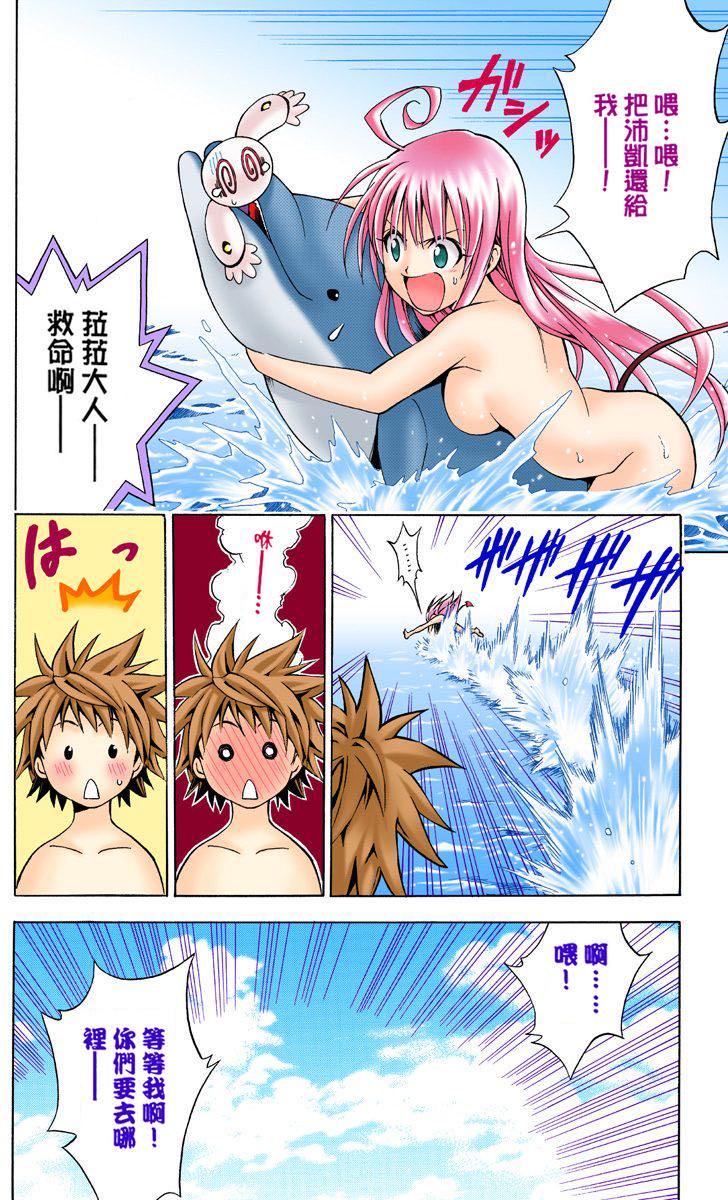 喂…喂！
把沛凱還給
我——！
ガシッ
菈菈大人——
救命啊——
……
ザザザザ
咻——…
はっ
啊……
喂！
等等我啊！
你們要去哪
裡——